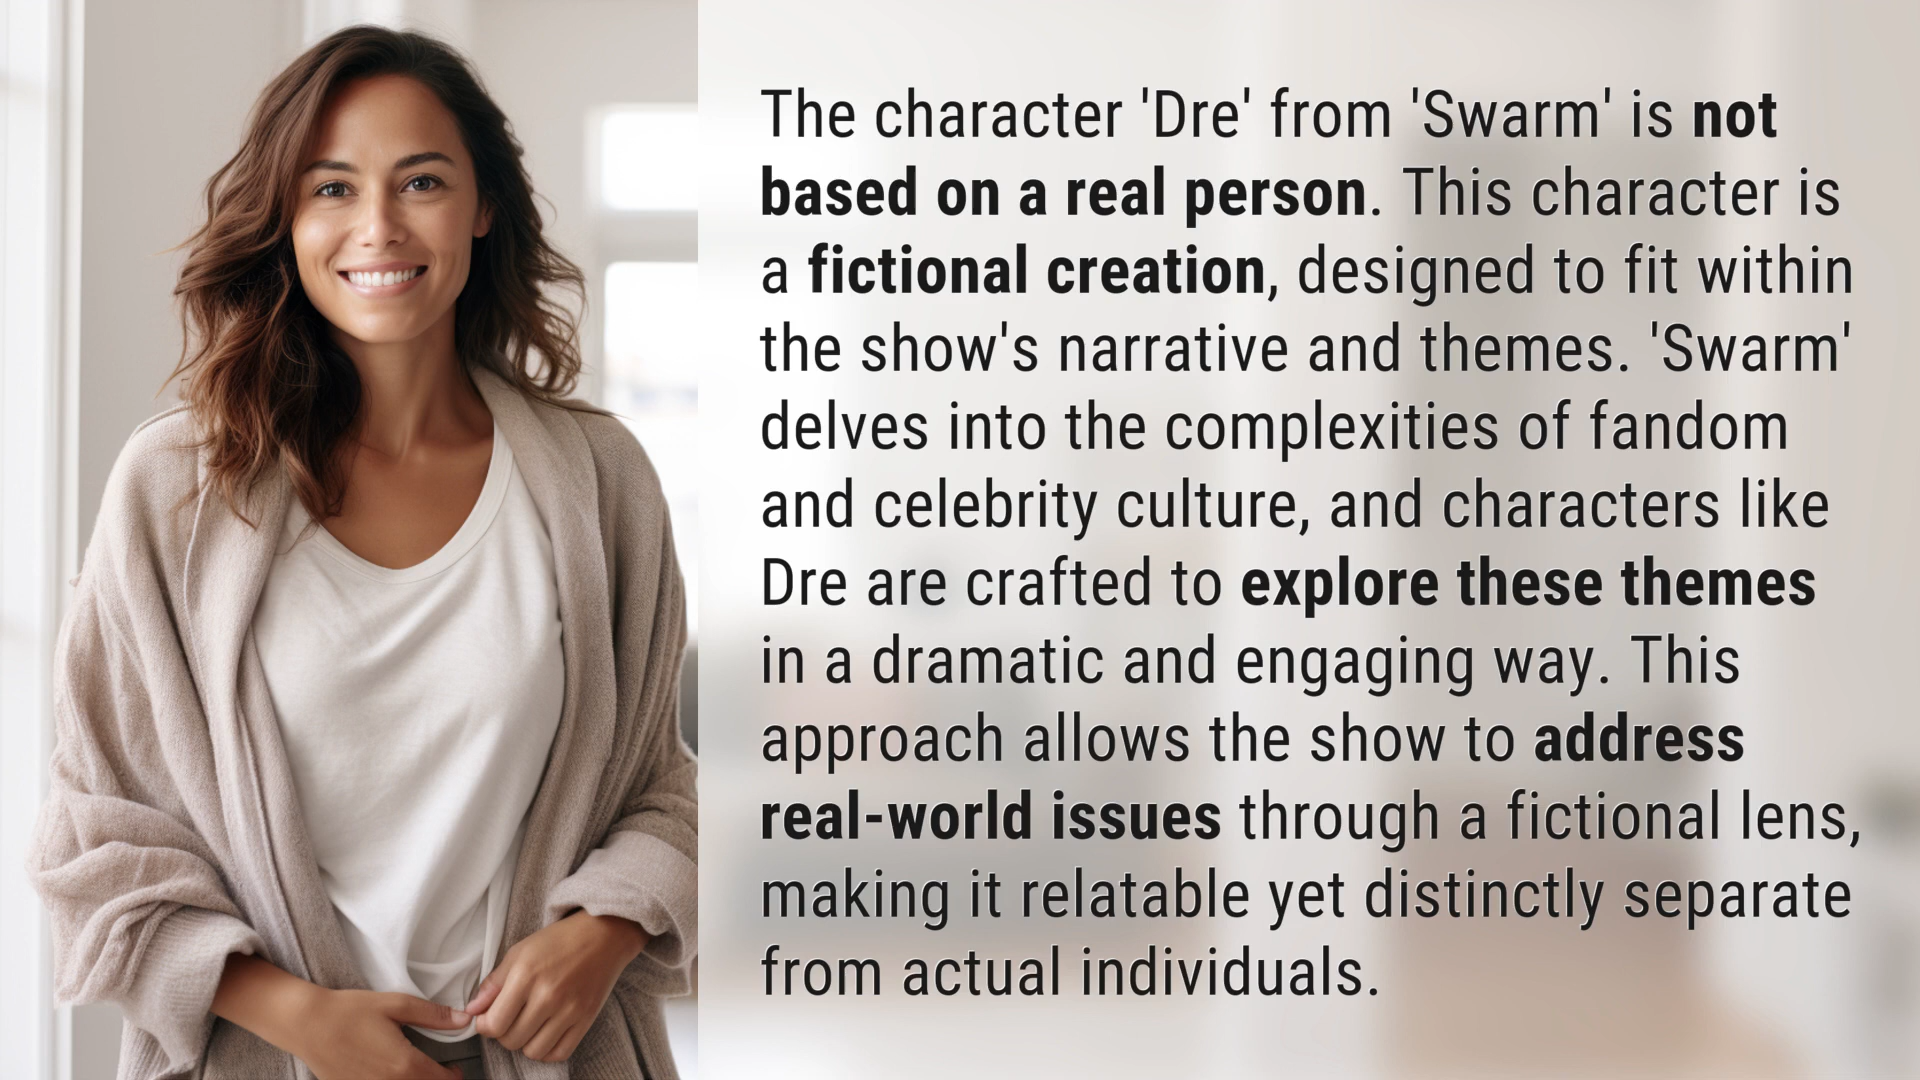 The character 'Dre' from 'Swarm' is not
based on a real person. This character is
a fictional creation, designed to fit within
the show's narrative and themes. 'Swarm'
delves into the complexities of fandom
and celebrity culture, and characters like
Dre are crafted to explore these themes
in a dramatic and engaging way. This
approach allows the show to address
real-world issues through a fictional lens,
making it relatable yet distinctly separate
from actual individuals.